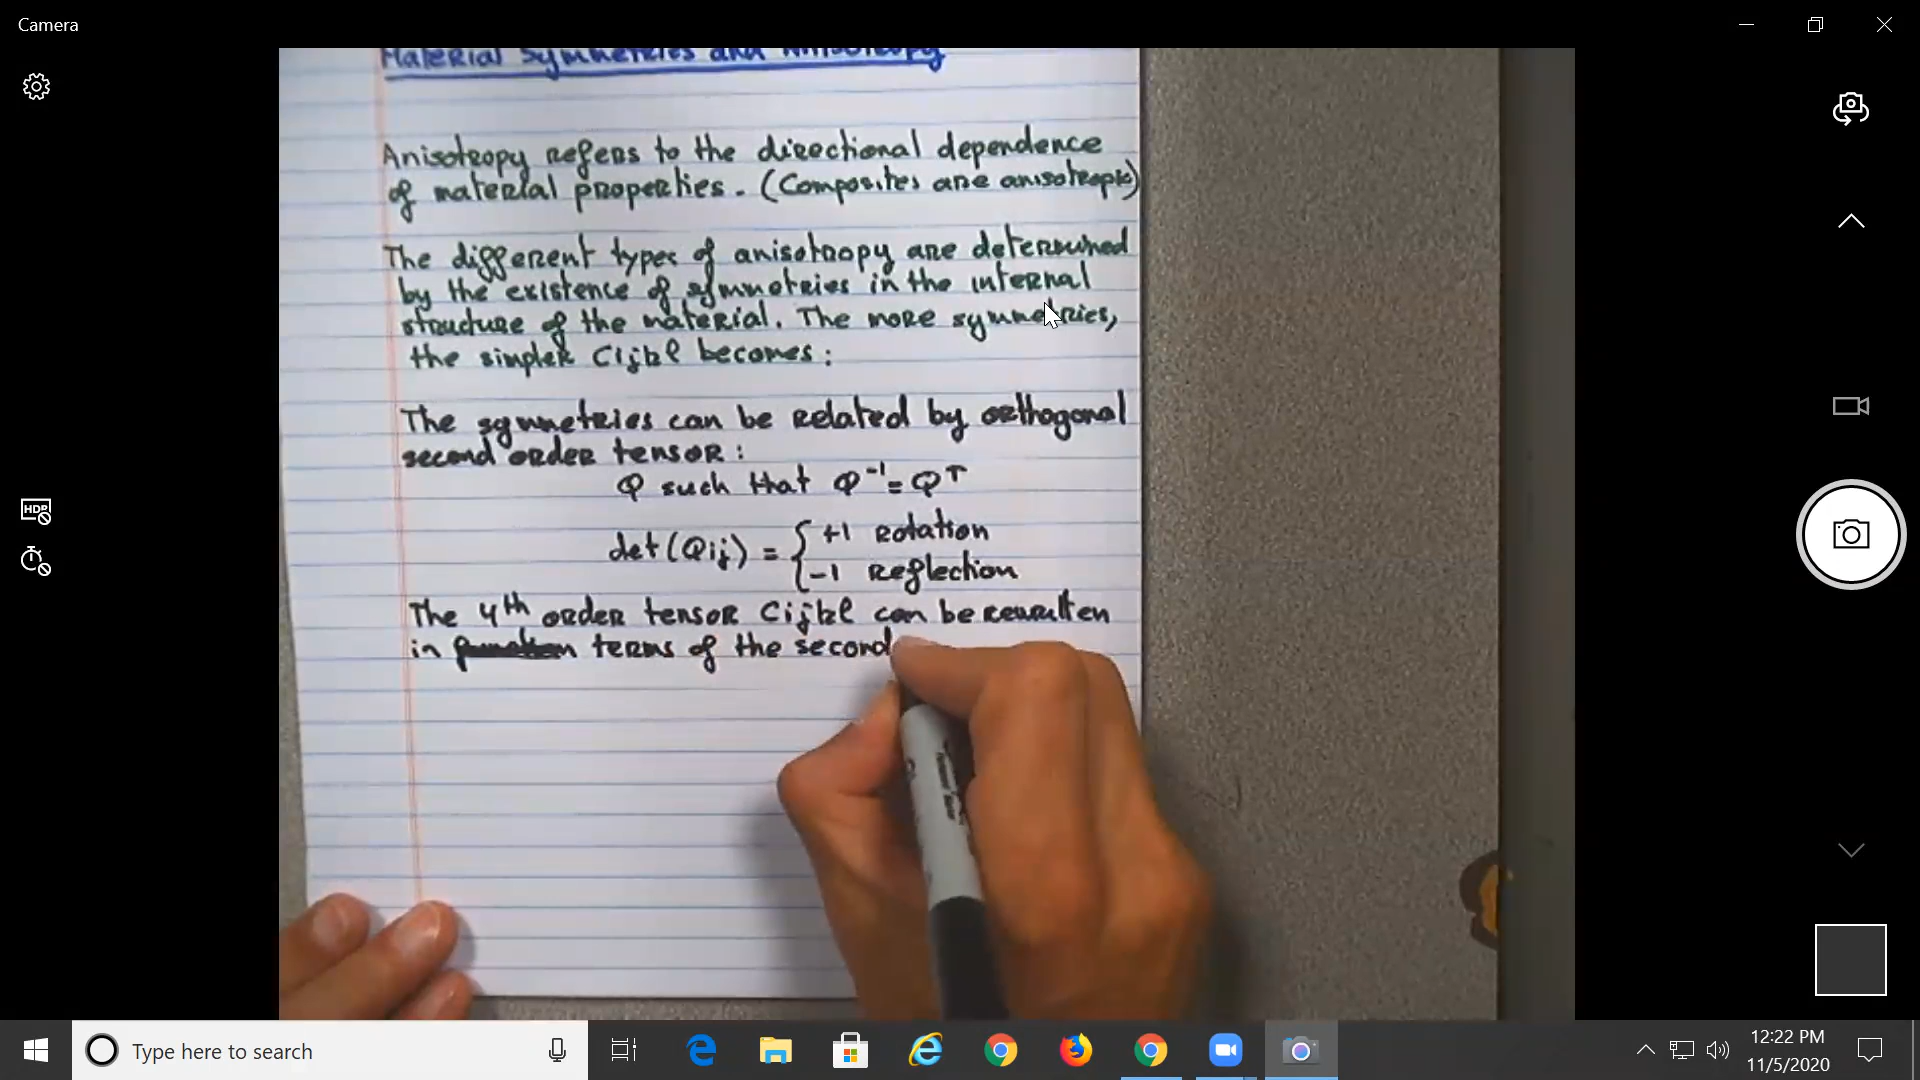 Camera
Material Symmetries and Anisotropy
Anisotropy refers to the directional dependence
of material properties. (Composites are anisotropic)
The different types of anisotropy are determined
by the existence of symmetries in the internal
structure of the material. The more symmetries,
the simpler Cijkl becomes:
The symmetries can be related by orthogonal
second order tensor:
Q such that Q⁻¹ = Qᵀ
det(Qij) = { +1 Rotation
-1 Reflection
The 4th order tensor Cijkl can be rewritten
in terms of the second
HDR
Type here to search
12:22 PM
11/5/2020